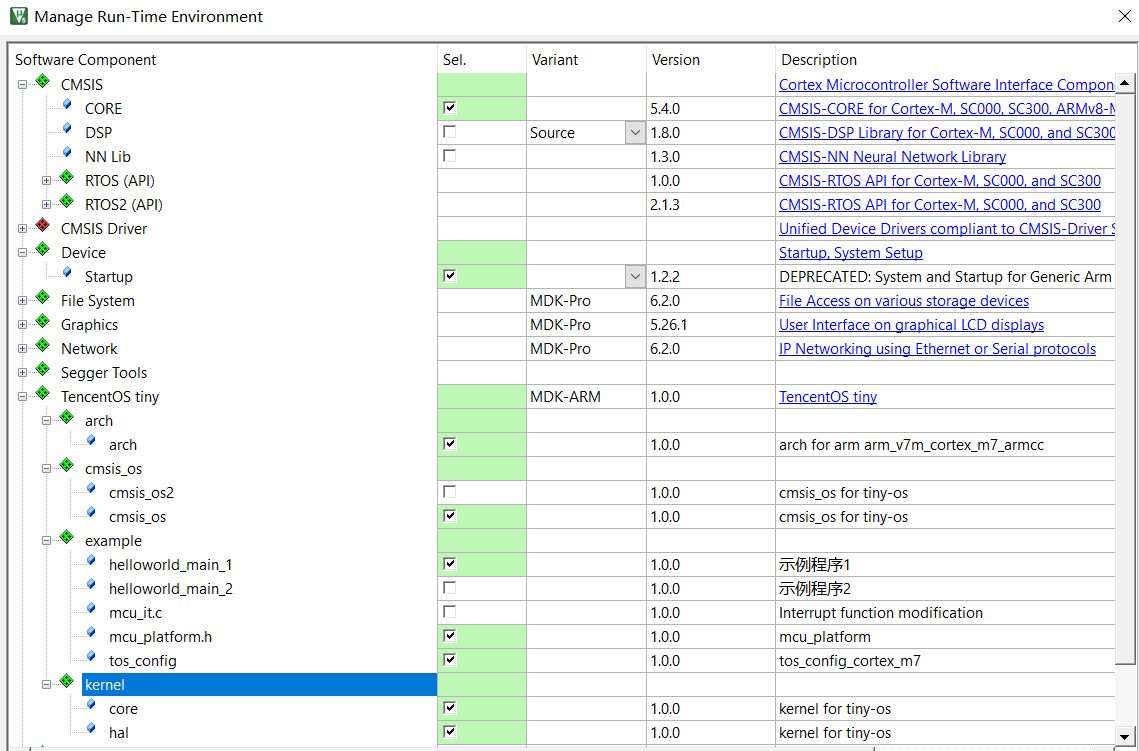 Manage Run-Time Environment
Software Component Sel. Variant Version Description
CMSIS Cortex Microcontroller Software Interface Compon
CORE 5.4.0 CMSIS-CORE for Cortex-M, SC000, SC300, ARMv8-M
DSP Source 1.8.0 CMSIS-DSP Library for Cortex-M, SC000, and SC300
NN Lib 1.3.0 CMSIS-NN Neural Network Library
RTOS (API) 1.0.0 CMSIS-RTOS API for Cortex-M, SC000, and SC300
RTOS2 (API) 2.1.3 CMSIS-RTOS API for Cortex-M, SC000, and SC300
CMSIS Driver Unified Device Drivers compliant to CMSIS-Driver S
Device Startup, System Setup
Startup 1.2.2 DEPRECATED: System and Startup for Generic Arm
File System MDK-Pro 6.2.0 File Access on various storage devices
Graphics MDK-Pro 5.26.1 User Interface on graphical LCD displays
Network MDK-Pro 6.2.0 IP Networking using Ethernet or Serial protocols
Segger Tools
TencentOS tiny MDK-ARM 1.0.0 TencentOS tiny
arch
arch 1.0.0 arch for arm arm_v7m_cortex_m7_armcc
cmsis_os
cmsis_os2 1.0.0 cmsis_os for tiny-os
cmsis_os 1.0.0 cmsis_os for tiny-os
example
helloworld_main_1 1.0.0 示例程序1
helloworld_main_2 1.0.0 示例程序2
mcu_it.c 1.0.0 Interrupt function modification
mcu_platform.h 1.0.0 mcu_platform
tos_config 1.0.0 tos_config_cortex_m7
kernel
core 1.0.0 kernel for tiny-os
hal 1.0.0 kernel for tiny-os